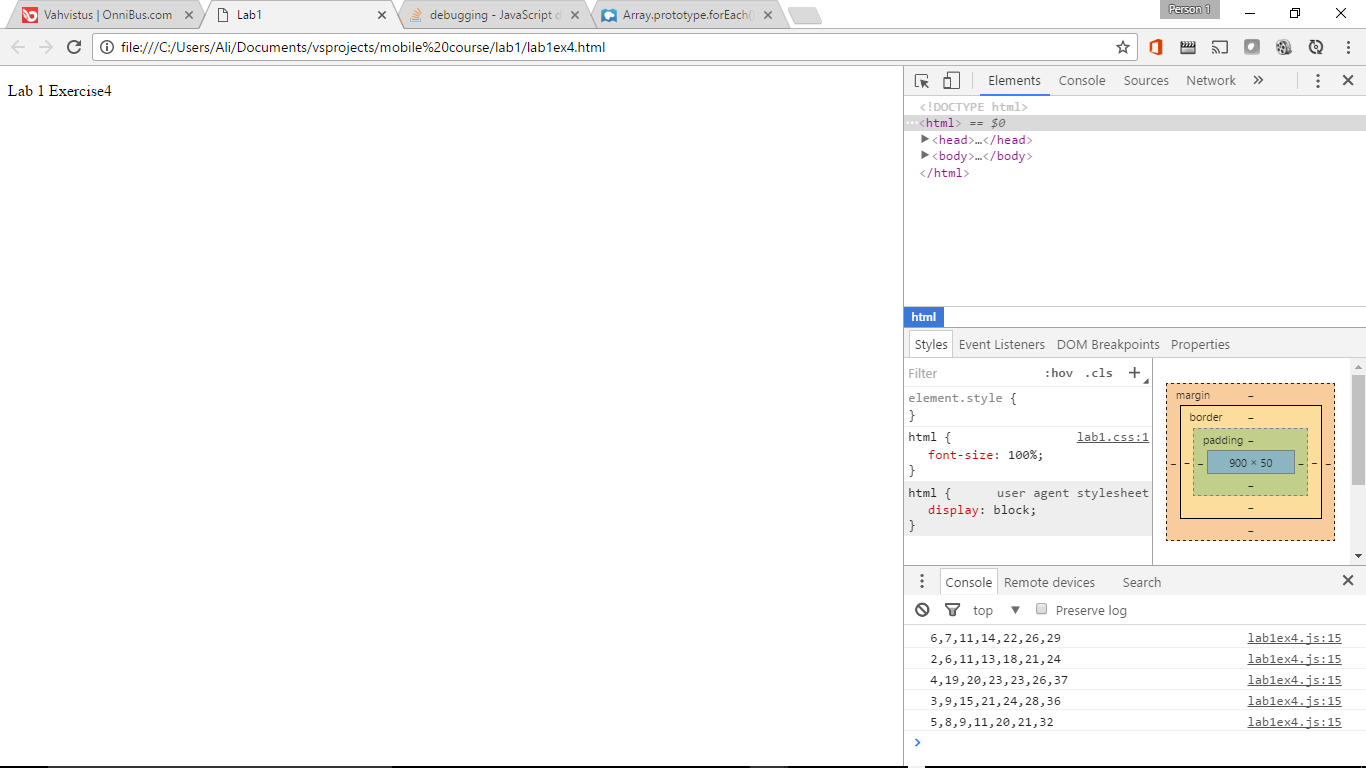 Vahvistus | OnniBus.com
Lab1
debugging - JavaScript d
Array.prototype.forEach()
Person 1
file:///C:/Users/Ali/Documents/vsprojects/mobile%20course/lab1/lab1ex4.html
Lab 1 Exercise4
Elements Console Sources Network »
<!DOCTYPE html>
…<html> == $0
<head>…</head>
<body>…</body>
</html>
html
Styles Event Listeners DOM Breakpoints Properties
Filter :hov .cls +
element.style {
}
html { lab1.css:1
font-size: 100%;
}
html { user agent stylesheet
display: block;
}
margin –
border –
padding –
– – – 900 × 50 – – –
–
–
–
Console Remote devices Search
top Preserve log
6,7,11,14,22,26,29 lab1ex4.js:15
2,6,11,13,18,21,24 lab1ex4.js:15
4,19,20,23,23,26,37 lab1ex4.js:15
3,9,15,21,24,28,36 lab1ex4.js:15
5,8,9,11,20,21,32 lab1ex4.js:15
>